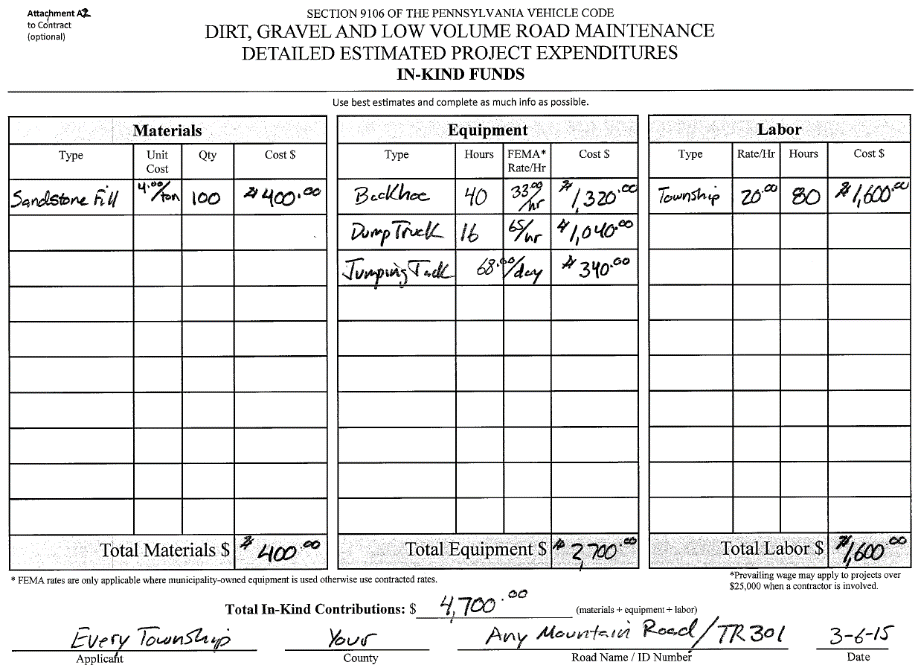 Attachment A2
to Contract
(optional)
SECTION 9106 OF THE PENNSYLVANIA VEHICLE CODE
DIRT, GRAVEL AND LOW VOLUME ROAD MAINTENANCE
DETAILED ESTIMATED PROJECT EXPENDITURES
IN-KIND FUNDS
Use best estimates and complete as much info as possible.
Materials Equipment Labor
Type Unit Cost Qty Cost $ Type Hours FEMA* Rate/Hr Cost $ Type Rate/Hr Hours Cost $
Sandstone Fill 4.00/ton 100 $400.00 Backhoe 40 33.00/hr $1,320.00 Township 20.00 80 $1,600.00
Dump Truck 16 65/hr $1,040.00
Jumping Jack 68.00/day $340.00
Total Materials $ $400.00 Total Equipment $ $2,700.00 Total Labor $ $1,600.00
* FEMA rates are only applicable where municipality-owned equipment is used otherwise use contracted rates.
*Prevailing wage may apply to projects over
$25,000 when a contractor is involved.
Total In-Kind Contributions: $ 4,700.00 (materials + equipment + labor)
Every Township Your Any Mountain Road/TR301 3-6-15
Applicant County Road Name / ID Number Date